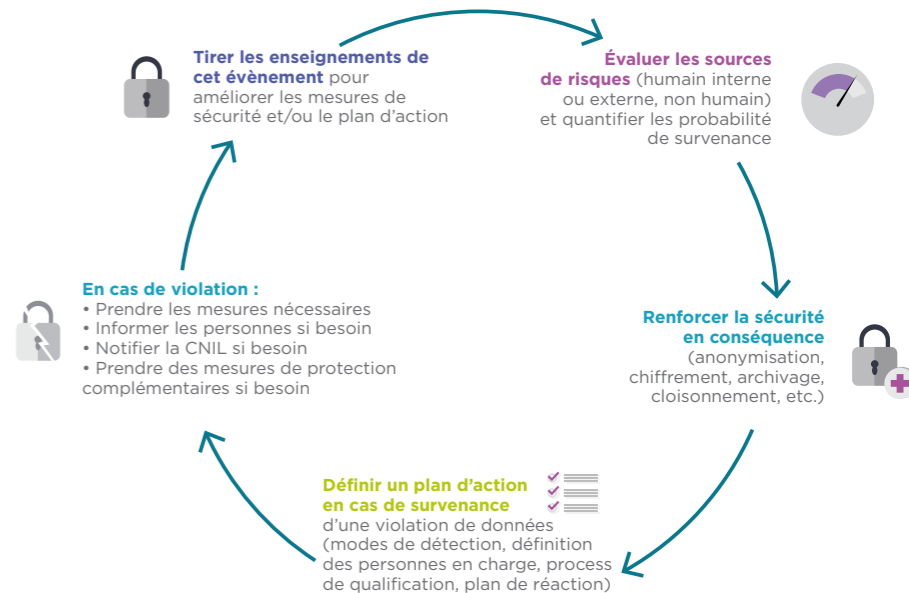 Tirer les enseignements de
cet évènement pour
améliorer les mesures de
sécurité et/ou le plan d'action
Évaluer les sources
de risques (humain interne
ou externe, non humain)
et quantifier les probabilité
de survenance
Renforcer la sécurité
en conséquence
(anonymisation,
chiffrement, archivage,
cloisonnement, etc.)
Définir un plan d'action
en cas de survenance
d'une violation de données
(modes de détection, définition
des personnes en charge, process
de qualification, plan de réaction)
En cas de violation :
• Prendre les mesures nécessaires
• Informer les personnes si besoin
• Notifier la CNIL si besoin
• Prendre des mesures de protection
complémentaires si besoin